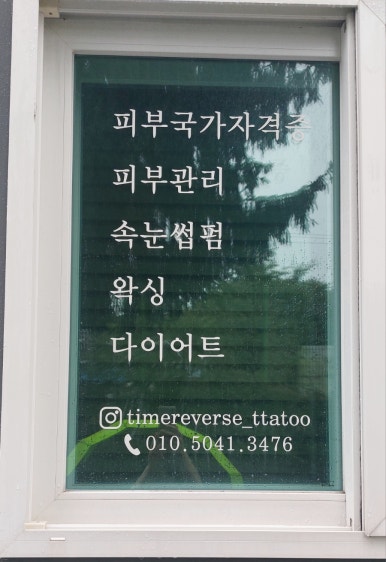 피부국가자격증
피부관리
속눈썹펌
왁싱
다이어트
timereverse_ttatoo
010.5041.3476